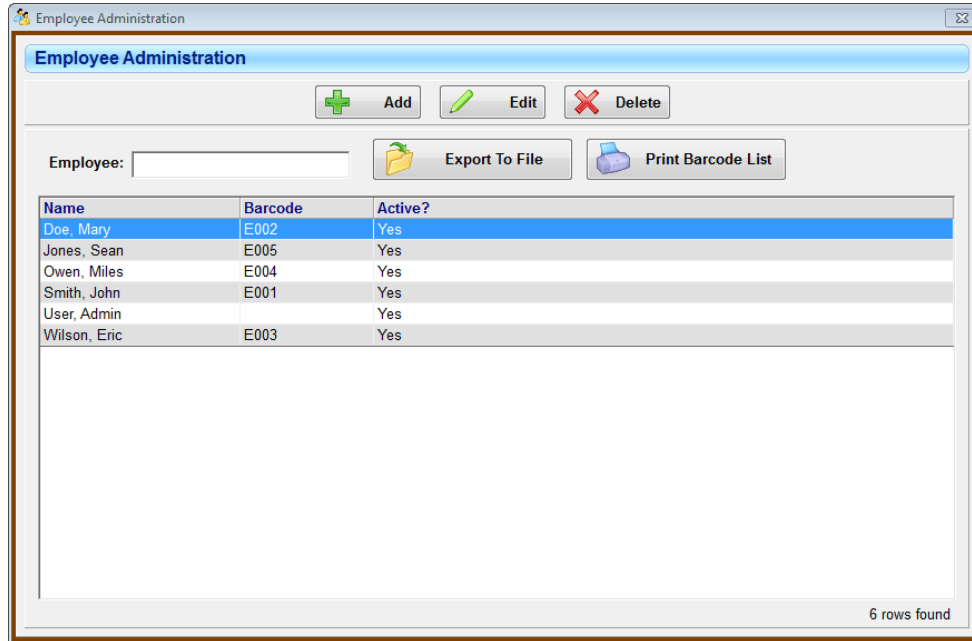 Employee Administration
Employee Administration
Add Edit Delete
Employee: Export To File Print Barcode List
Name Barcode Active?
Doe, Mary E002 Yes
Jones, Sean E005 Yes
Owen, Miles E004 Yes
Smith, John E001 Yes
User, Admin Yes
Wilson, Eric E003 Yes
6 rows found